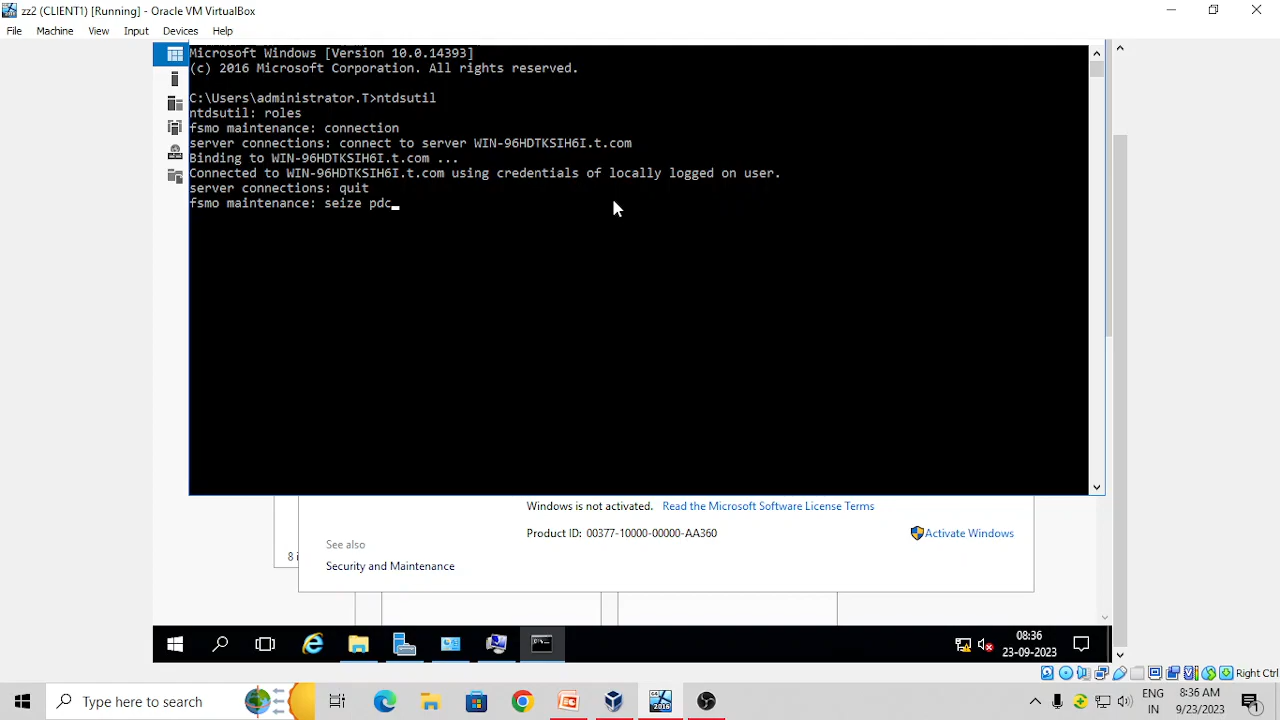 zz2 (CLIENT1) [Running] - Oracle VM VirtualBox
File Machine View Input Devices Help
Microsoft Windows [Version 10.0.14393]
(c) 2016 Microsoft Corporation. All rights reserved.
C:\Users\administrator.T>ntdsutil
ntdsutil: roles
fsmo maintenance: connection
server connections: connect to server WIN-96HDTKSIH6I.t.com
Binding to WIN-96HDTKSIH6I.t.com ...
Connected to WIN-96HDTKSIH6I.t.com using credentials of locally logged on user.
server connections: quit
fsmo maintenance: seize pdc
Windows is not activated. Read the Microsoft Software License Terms
Product ID: 00377-10000-00000-AA360
Activate Windows
See also
8 i
Security and Maintenance
08:36
23-09-2023
Right Ctrl
Type here to search
2016
ENG
IN
8:36 AM
9/23/2023
1